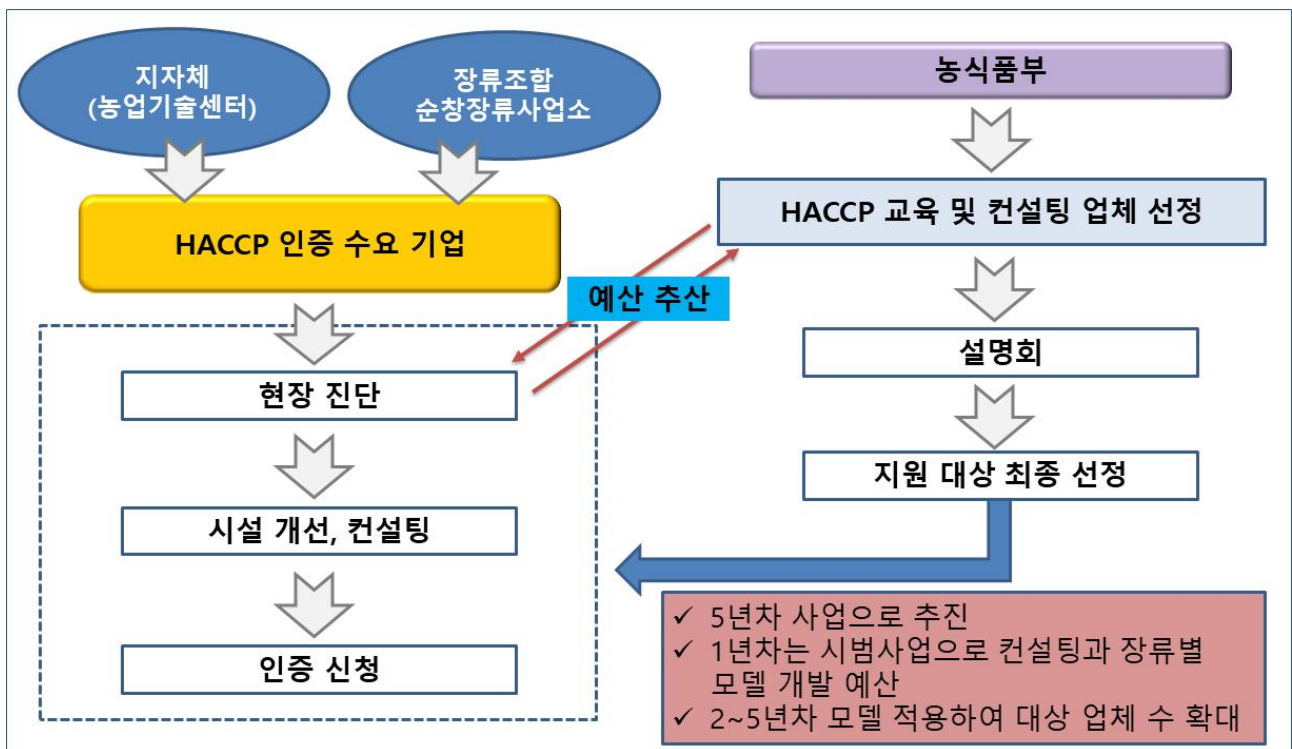 지자체
(농업기술센터)
장류조합
순창장류사업소
HACCP 인증 수요 기업
현장 진단
시설 개선, 컨설팅
인증 신청
예산 추산
농식품부
HACCP 교육 및 컨설팅 업체 선정
설명회
지원 대상 최종 선정
✓ 5년차 사업으로 추진
✓ 1년차는 시범사업으로 컨설팅과 장류별
모델 개발 예산
✓ 2~5년차 모델 적용하여 대상 업체 수 확대